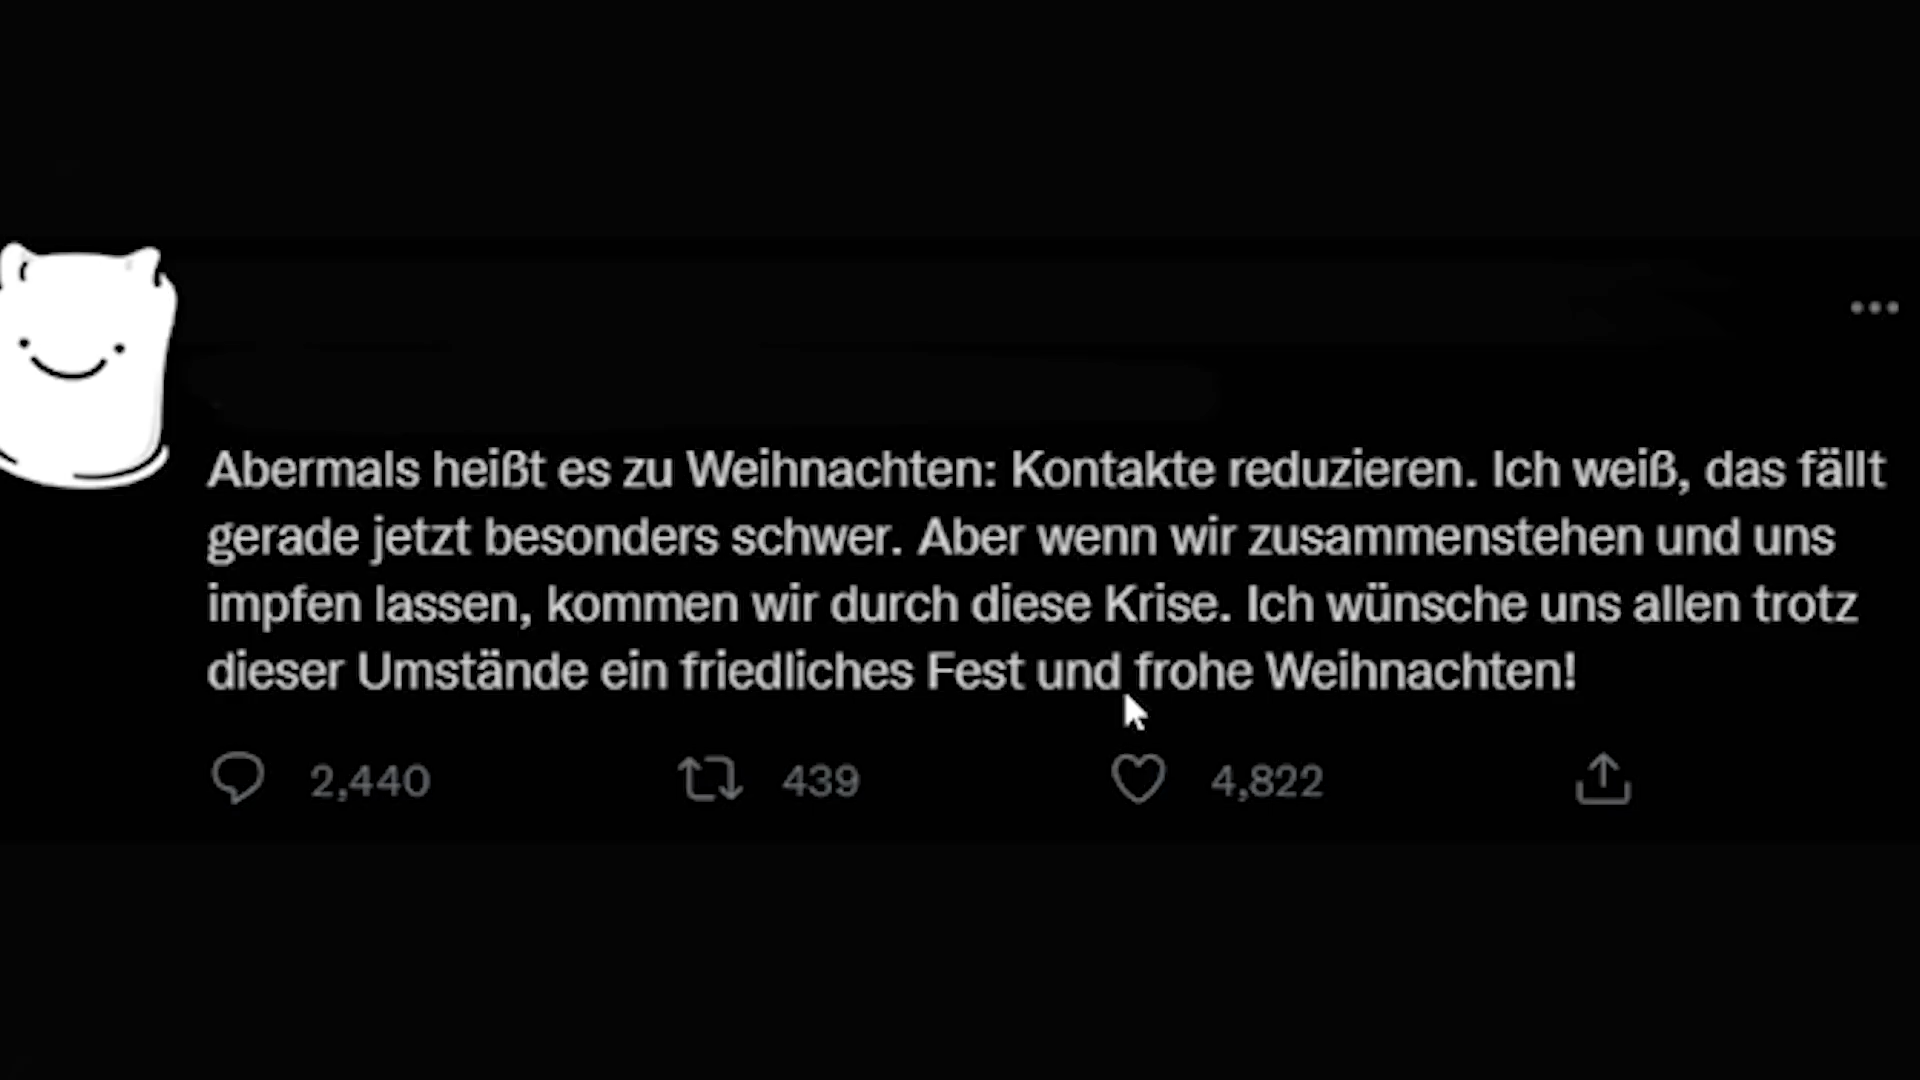 Abermals heißt es zu Weihnachten: Kontakte reduzieren. Ich weiß, das fällt
gerade jetzt besonders schwer. Aber wenn wir zusammenstehen und uns
impfen lassen, kommen wir durch diese Krise. Ich wünsche uns allen trotz
dieser Umstände ein friedliches Fest und frohe Weihnachten!
2,440 439 4,822